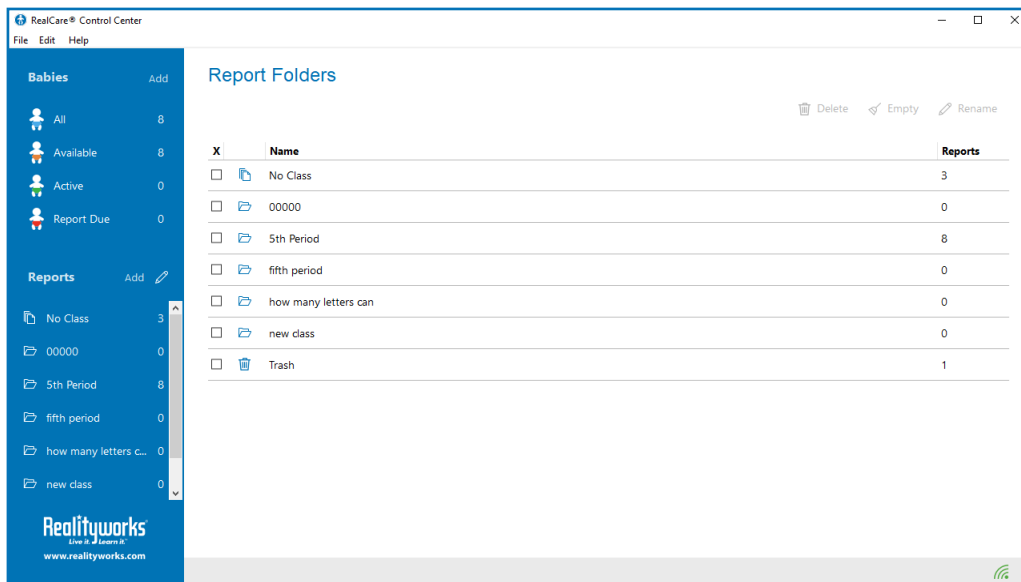 RealCare® Control Center
File Edit Help
Babies Add
All 8
Available 8
Active 0
Report Due 0
Reports Add
No Class 3
00000 0
5th Period 8
fifth period 0
how many letters c... 0
new class 0
Realityworks
Live it. Learn it.™
www.realityworks.com
Report Folders
Delete Empty Rename
X Name Reports
No Class 3
00000 0
5th Period 8
fifth period 0
how many letters can 0
new class 0
Trash 1